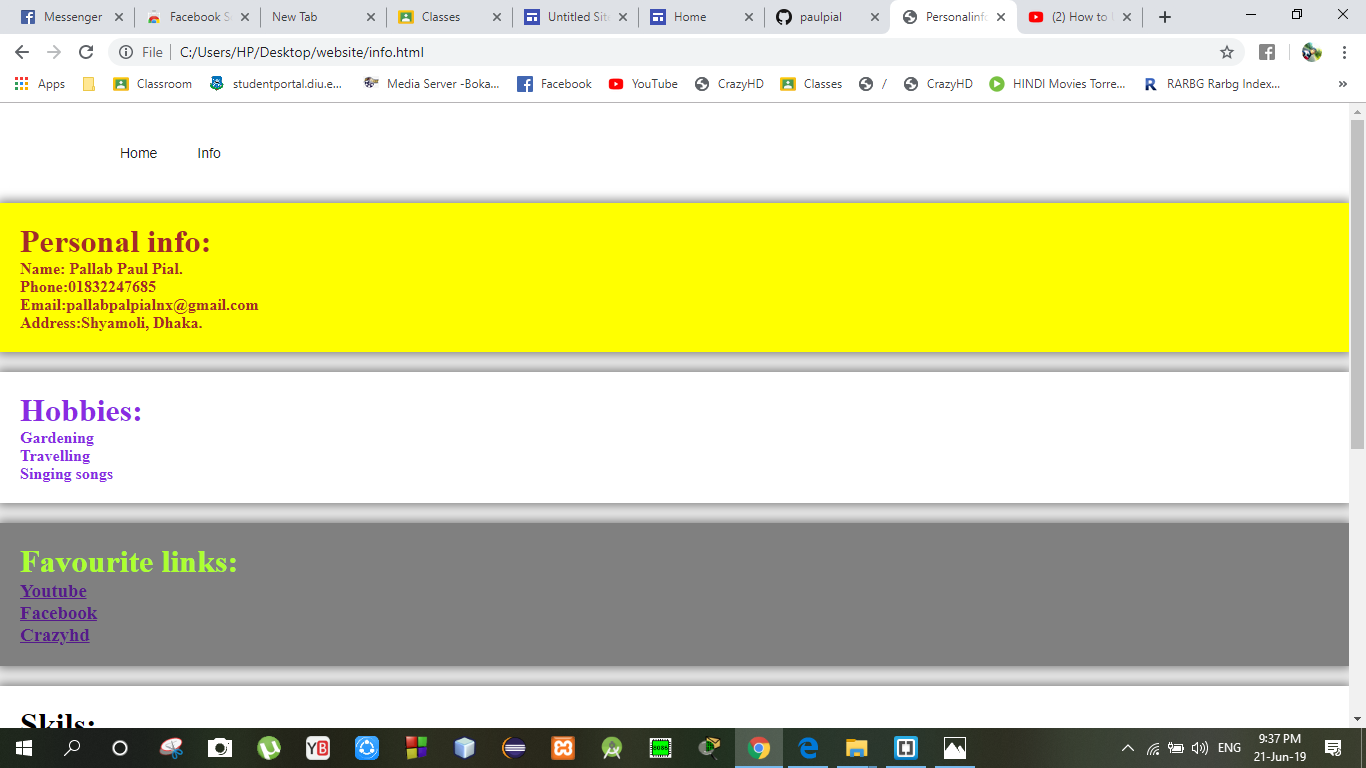 Messenger
Facebook S
New Tab
Classes
Untitled Sit
Home
paulpial
Personalinfo
(2) How to
File
C:/Users/HP/Desktop/website/info.html
Apps
Classroom
studentportal.diu.e...
Media Server -Boka...
Facebook
YouTube
CrazyHD
Classes
/
CrazyHD
HINDI Movies Torre...
RARBG Rarbg Index...
»
Home
Info
Personal info:
Name: Pallab Paul Pial.
Phone:01832247685
Email:pallabpalpialnx@gmail.com
Address:Shyamoli, Dhaka.
Hobbies:
Gardening
Travelling
Singing songs
Favourite links:
Youtube
Facebook
Crazyhd
Skils:
ENG
9:37 PM
21-Jun-19